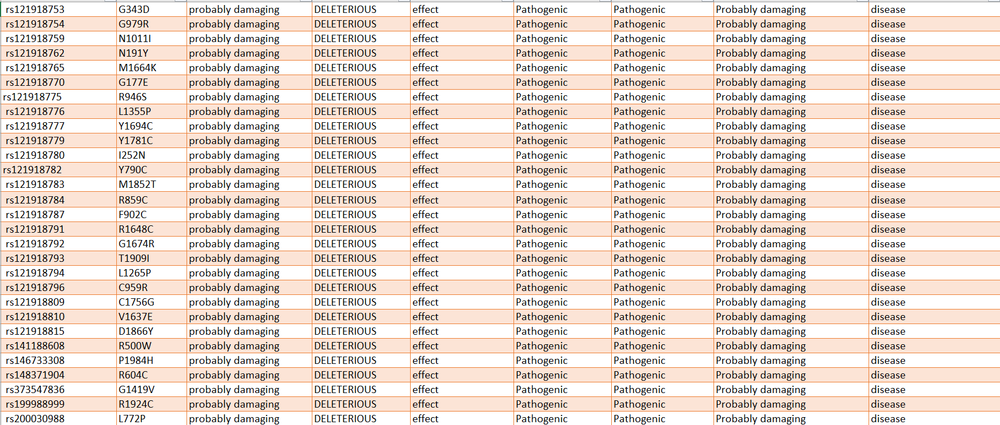 rs121918753 G343D probably damaging DELETERIOUS effect Pathogenic Pathogenic Probably damaging disease
rs121918754 G979R probably damaging DELETERIOUS effect Pathogenic Pathogenic Probably damaging disease
rs121918759 N1011I probably damaging DELETERIOUS effect Pathogenic Pathogenic Probably damaging disease
rs121918762 N191Y probably damaging DELETERIOUS effect Pathogenic Pathogenic Probably damaging disease
rs121918765 M1664K probably damaging DELETERIOUS effect Pathogenic Pathogenic Probably damaging disease
rs121918770 G177E probably damaging DELETERIOUS effect Pathogenic Pathogenic Probably damaging disease
rs121918775 R946S probably damaging DELETERIOUS effect Pathogenic Pathogenic Probably damaging disease
rs121918776 L1355P probably damaging DELETERIOUS effect Pathogenic Pathogenic Probably damaging disease
rs121918777 Y1694C probably damaging DELETERIOUS effect Pathogenic Pathogenic Probably damaging disease
rs121918779 Y1781C probably damaging DELETERIOUS effect Pathogenic Pathogenic Probably damaging disease
rs121918780 I252N probably damaging DELETERIOUS effect Pathogenic Pathogenic Probably damaging disease
rs121918782 Y790C probably damaging DELETERIOUS effect Pathogenic Pathogenic Probably damaging disease
rs121918783 M1852T probably damaging DELETERIOUS effect Pathogenic Pathogenic Probably damaging disease
rs121918784 R859C probably damaging DELETERIOUS effect Pathogenic Pathogenic Probably damaging disease
rs121918787 F902C probably damaging DELETERIOUS effect Pathogenic Pathogenic Probably damaging disease
rs121918791 R1648C probably damaging DELETERIOUS effect Pathogenic Pathogenic Probably damaging disease
rs121918792 G1674R probably damaging DELETERIOUS effect Pathogenic Pathogenic Probably damaging disease
rs121918793 T1909I probably damaging DELETERIOUS effect Pathogenic Pathogenic Probably damaging disease
rs121918794 L1265P probably damaging DELETERIOUS effect Pathogenic Pathogenic Probably damaging disease
rs121918796 C959R probably damaging DELETERIOUS effect Pathogenic Pathogenic Probably damaging disease
rs121918809 C1756G probably damaging DELETERIOUS effect Pathogenic Pathogenic Probably damaging disease
rs121918810 V1637E probably damaging DELETERIOUS effect Pathogenic Pathogenic Probably damaging disease
rs121918815 D1866Y probably damaging DELETERIOUS effect Pathogenic Pathogenic Probably damaging disease
rs141188608 R500W probably damaging DELETERIOUS effect Pathogenic Pathogenic Probably damaging disease
rs146733308 P1984H probably damaging DELETERIOUS effect Pathogenic Pathogenic Probably damaging disease
rs148371904 R604C probably damaging DELETERIOUS effect Pathogenic Pathogenic Probably damaging disease
rs373547836 G1419V probably damaging DELETERIOUS effect Pathogenic Pathogenic Probably damaging disease
rs199988999 R1924C probably damaging DELETERIOUS effect Pathogenic Pathogenic Probably damaging disease
rs200030988 L772P probably damaging DELETERIOUS effect Pathogenic Pathogenic Probably damaging disease